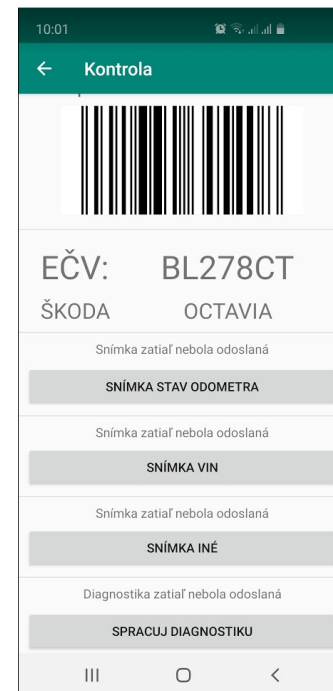 10:01
Kontrola
EČV: BL278CT
ŠKODA OCTAVIA
Snímka zatiaľ nebola odoslaná
SNÍMKA STAV ODOMETRA
Snímka zatiaľ nebola odoslaná
SNÍMKA VIN
Snímka zatiaľ nebola odoslaná
SNÍMKA INÉ
Diagnostika zatiaľ nebola odoslaná
SPRACUJ DIAGNOSTIKU